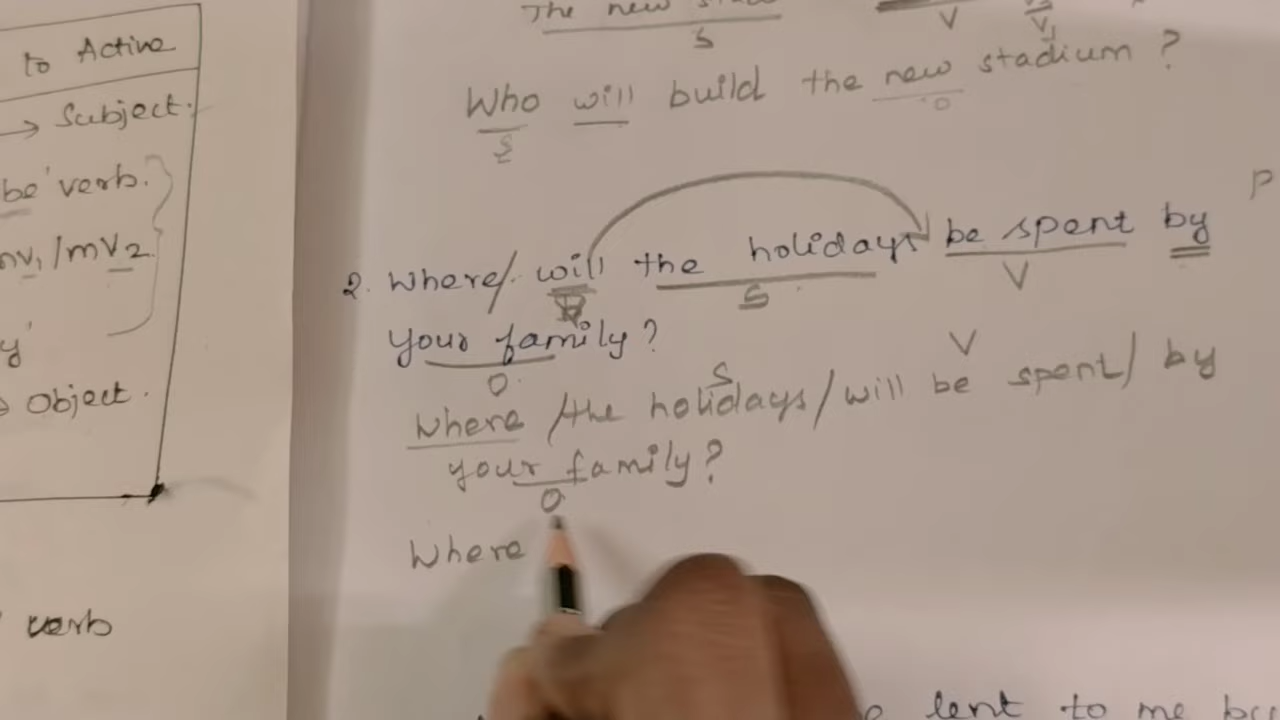 to Active
→ Subject.
be' verb.
mv1/mv2
y'
Object.
verb
The new
S
V
V1
Who will build the new stadium?
S
O
P
2. Where/ will the holidays be spent by
S
V
your family?
O
S
V
where /the holidays/will be spent/ by
your family?
O
Where
lent to me by